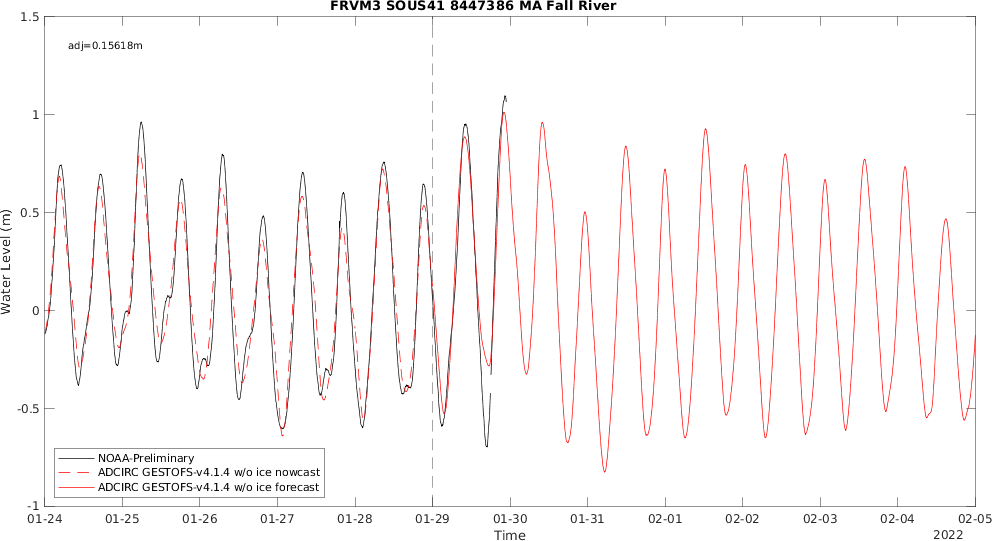 FRVM3 SOUS41 8447386 MA Fall River
adj=0.15618m
Water Level (m)
1.5
1
0.5
0
-0.5
-1
NOAA-Preliminary
ADCIRC GESTOFS-v4.1.4 w/o ice nowcast
ADCIRC GESTOFS-v4.1.4 w/o ice forecast
01-24 01-25 01-26 01-27 01-28 01-29 01-30 01-31 02-01 02-02 02-03 02-04 02-05
Time
2022